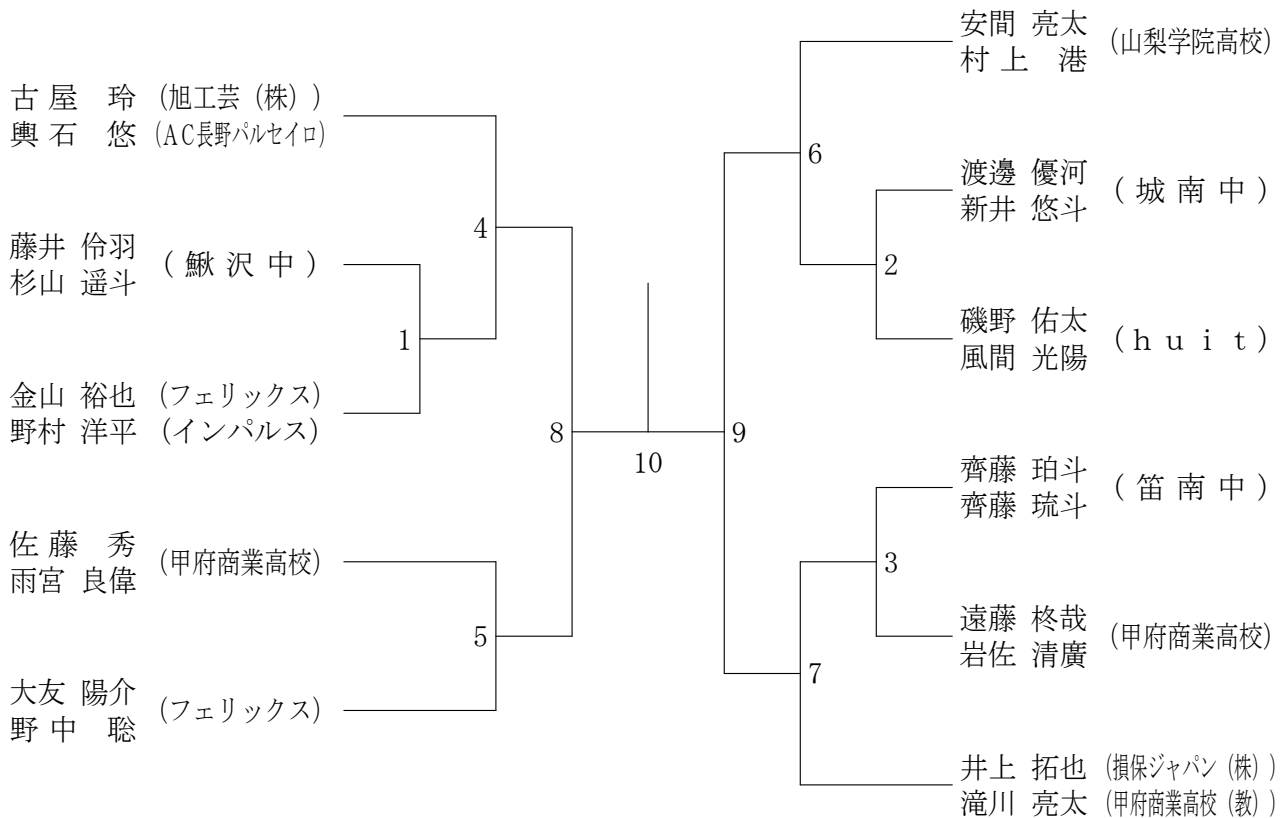 古屋 玲 (旭工芸(株))
輿石 悠 (AC長野パルセイロ)
藤井 伶羽 (鰍沢中)
杉山 遥斗
金山 裕也 (フェリックス)
野村 洋平 (インパルス)
佐藤 秀 (甲府商業高校)
雨宮 良偉
大友 陽介 (フェリックス)
野中 聡
4
1
8
5
10
安間 亮太 (山梨学院高校)
村上 港
渡邊 優河 (城南中)
新井 悠斗
磯野 佑太 (huit)
風間 光陽
齊藤 珀斗 (笛南中)
齊藤 琉斗
遠藤 柊哉 (甲府商業高校)
岩佐 清廣
井上 拓也 (損保ジャパン(株))
滝川 亮太 (甲府商業高校(教))
6
2
9
3
7